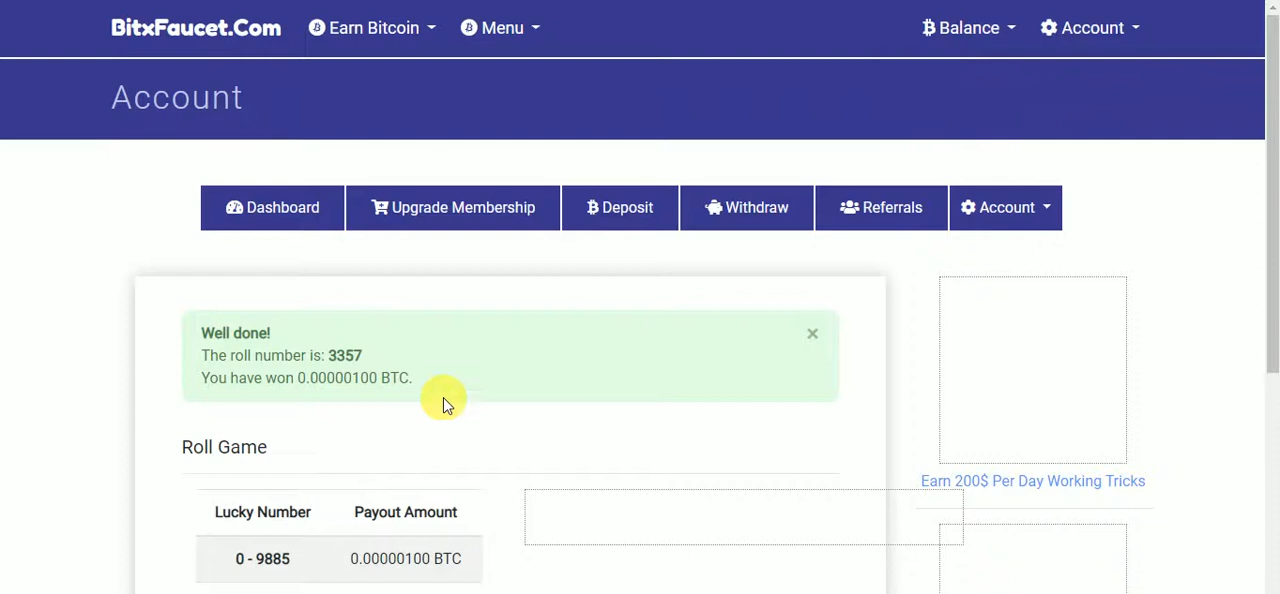 BitxFaucet.Com Earn Bitcoin Menu Balance Account
Account
Dashboard Upgrade Membership Deposit Withdraw Referrals Account
Well done! ×
The roll number is: 3357
You have won 0.00000100 BTC.
Roll Game
Earn 200$ Per Day Working Tricks
Lucky Number Payout Amount
0 - 9885 0.00000100 BTC